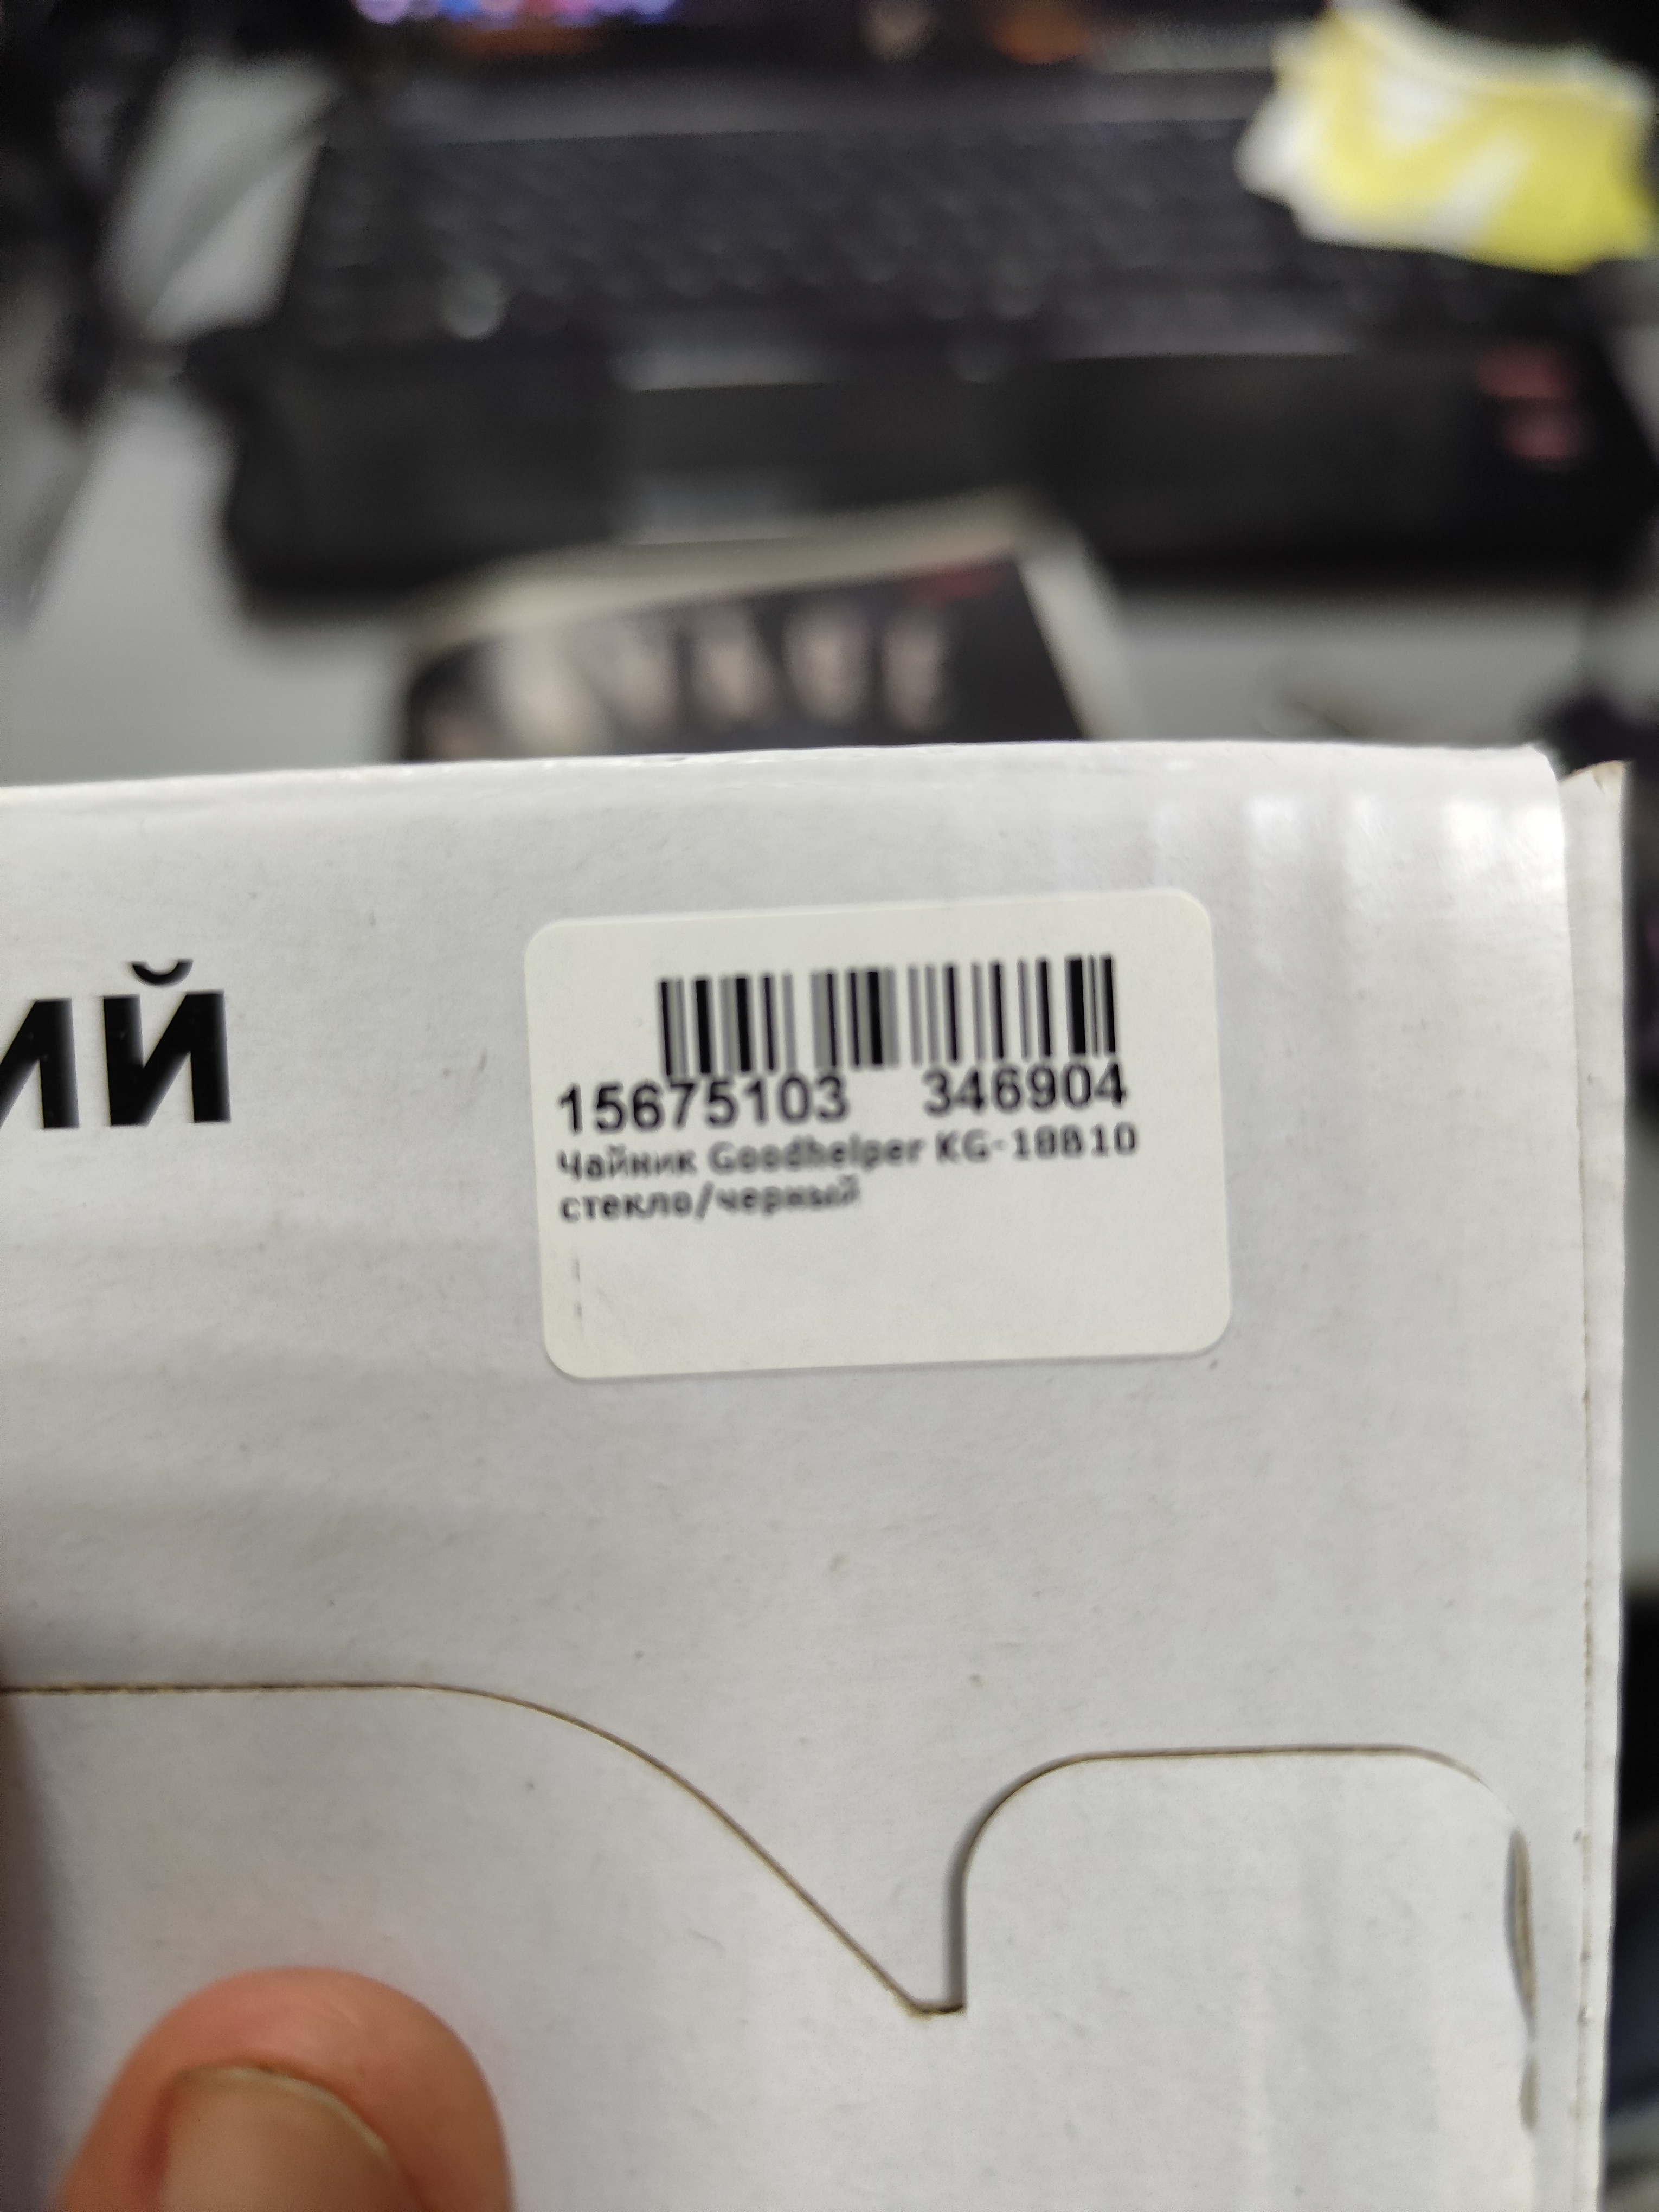 ИЙ
15675103 346904
Чайник Goodhelper KG-18B10
стекло/черный